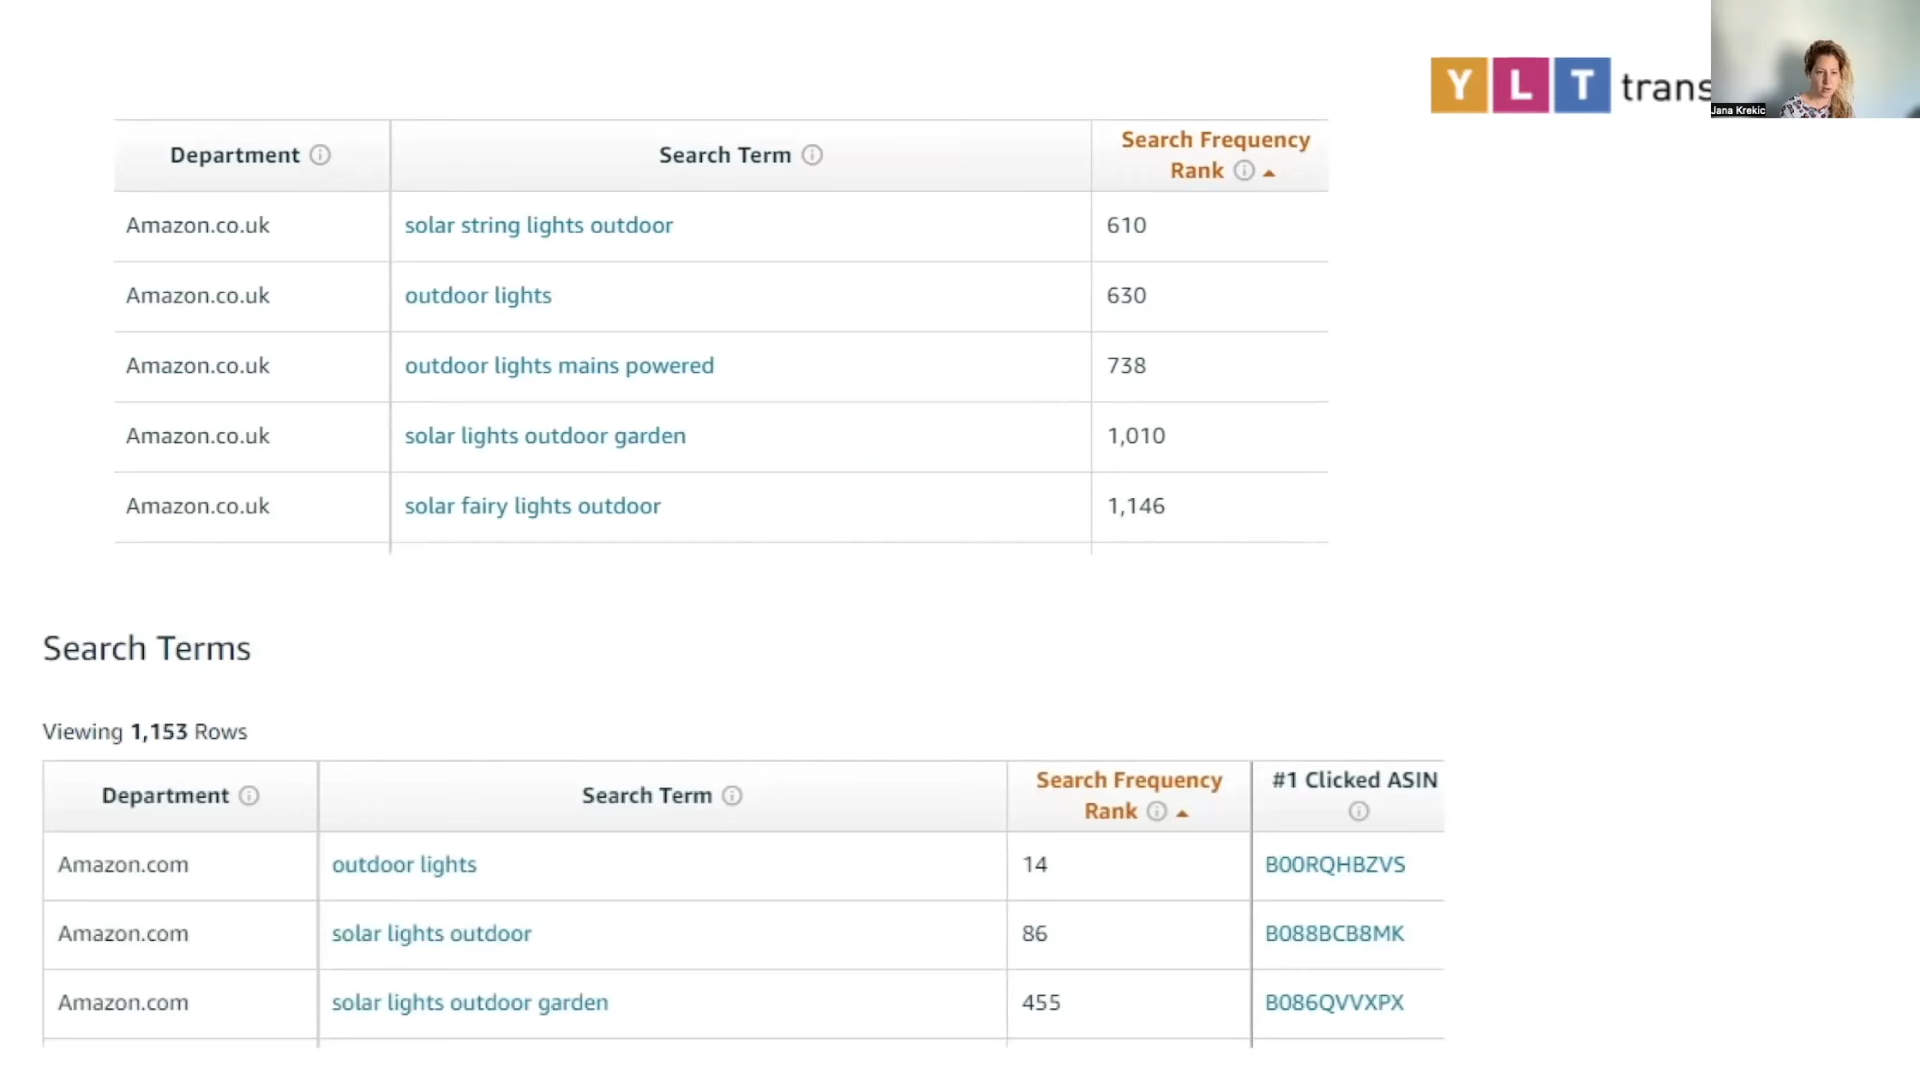 Y L T trans
Jana Krekic
Department Search Term Search Frequency Rank
Amazon.co.uk solar string lights outdoor 610
Amazon.co.uk outdoor lights 630
Amazon.co.uk outdoor lights mains powered 738
Amazon.co.uk solar lights outdoor garden 1,010
Amazon.co.uk solar fairy lights outdoor 1,146
Search Terms
Viewing 1,153 Rows
Department Search Term Search Frequency Rank #1 Clicked ASIN
Amazon.com outdoor lights 14 B00RQHBZVS
Amazon.com solar lights outdoor 86 B088BCB8MK
Amazon.com solar lights outdoor garden 455 B086QVVXPX